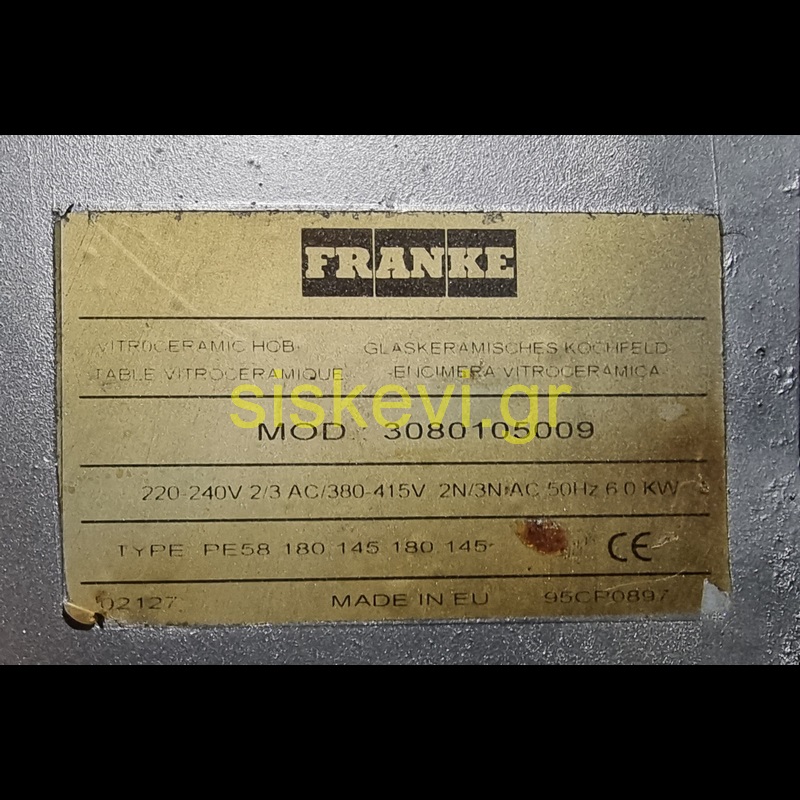 FRANKE
VITROCERAMIC HOB GLASKERAMISCHES KOCHFELD
TABLE VITROCERAMIQUE ENCIMERA VITROCERAMICA
siskevi.gr
MOD 3080105009
220-240V 2/3 AC/380-415V 2N/3N AC 50Hz 6.0 KW
TYPE PE58 180 145 180 145 CE
02127 MADE IN EU 95CP0897